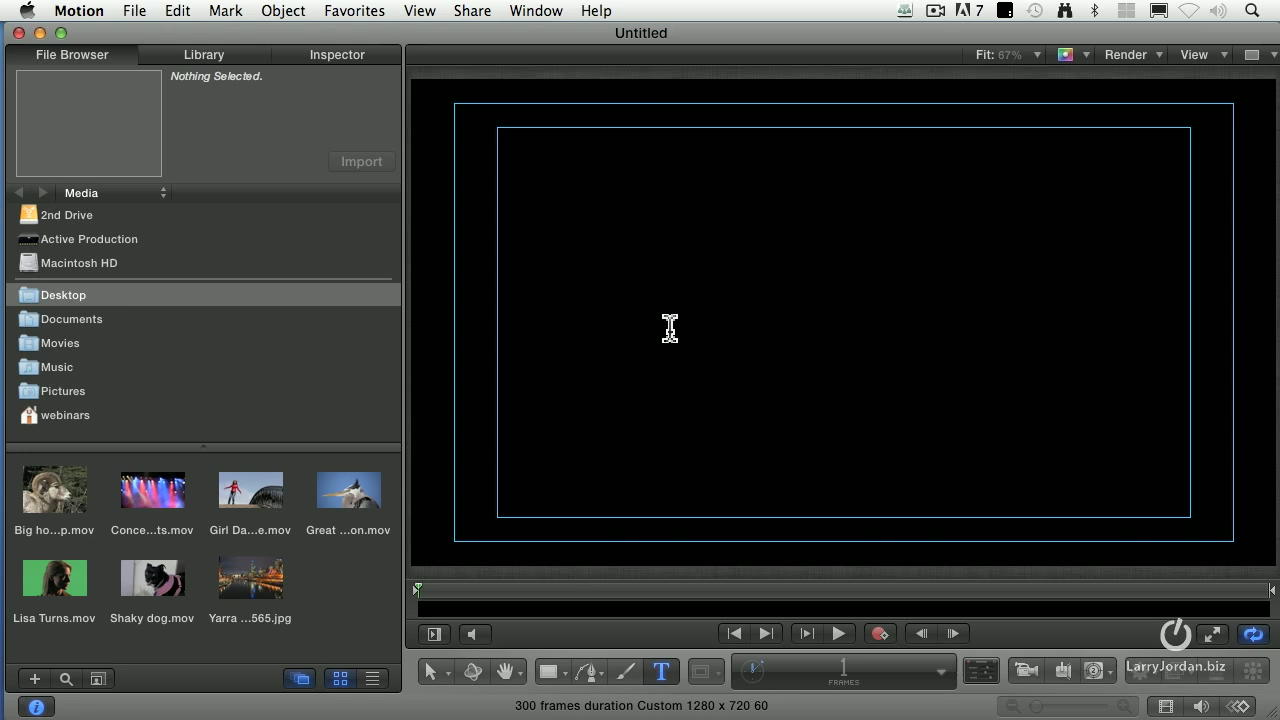 Motion File Edit Mark Object Favorites View Share Window Help 7
Untitled
File Browser Library Inspector Fit: 67% Render View
Nothing Selected.
Import
Media
2nd Drive
Active Production
Macintosh HD
Desktop
Documents
Movies
Music
Pictures
webinars
Big ho...p.mov Conce...ts.mov Girl Da...e.mov Great ...on.mov
Lisa Turns.mov Shaky dog.mov Yarra ...565.jpg
T 1 LarryJordan.biz
FRAMES
300 frames duration Custom 1280 x 720 60